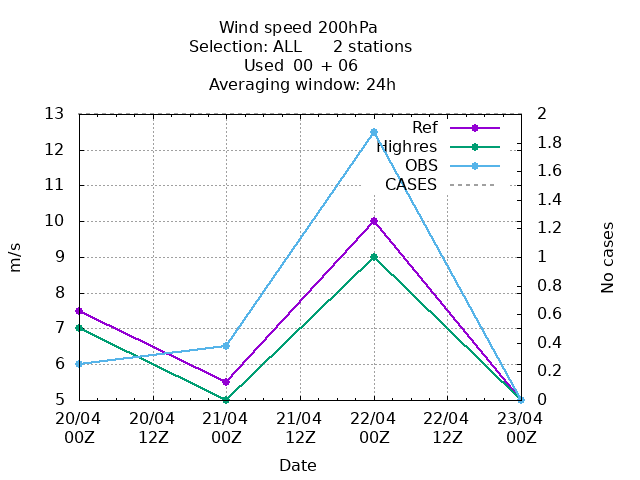 Wind speed 200hPa
Selection: ALL      2 stations
Used  00 + 06
Averaging window: 24h
13
12
11
10
9
8
7
6
5
2
1.8
1.6
1.4
1.2
1
0.8
0.6
0.4
0.2
0
m/s
No cases
Ref
Highres
OBS
CASES
20/04 20/04 21/04 21/04 22/04 22/04 23/04
00Z 12Z 00Z 12Z 00Z 12Z 00Z
Date